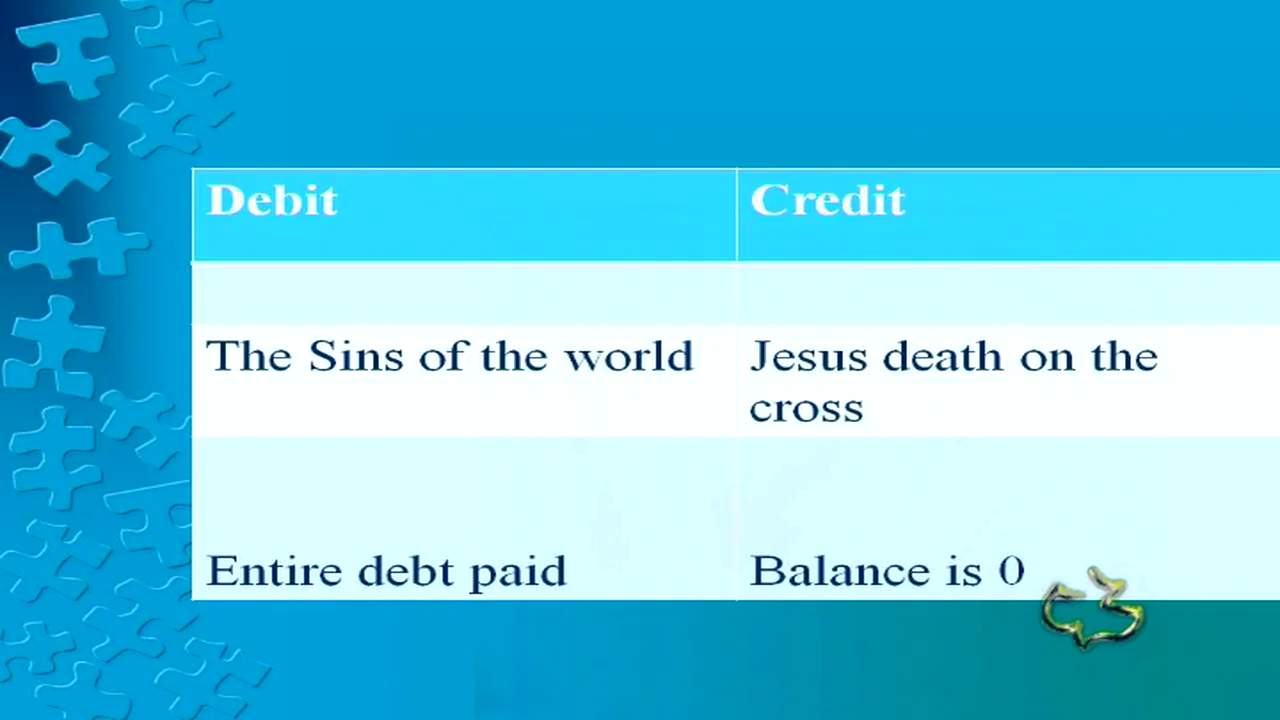 Debit
Credit
The Sins of the world
Jesus death on the
cross
Entire debt paid
Balance is 0